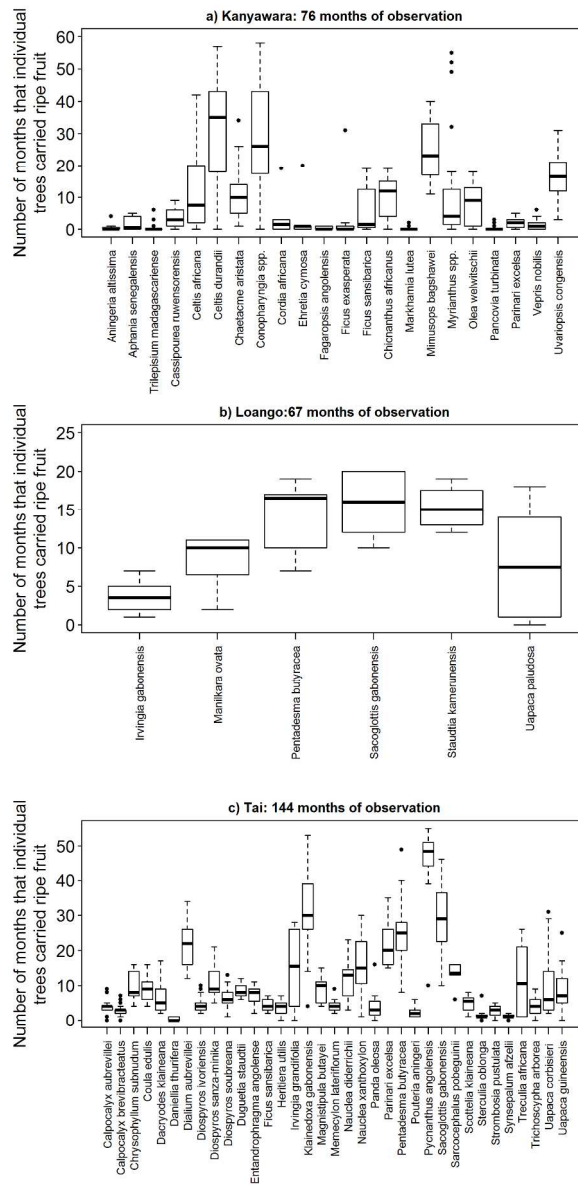 a) Kanyawara: 76 months of observation
Number of months that individual
trees carried ripe fruit
60
50
40
30
20
10
0
Aningeria altissima
Aphania senegalensis
Trilepisium madagascariense
Cassipourea ruwensorensis
Celtis africana
Celtis durandii
Chaetacme aristata
Conopharyngia spp.
Cordia africana
Ehretia cymosa
Fagaropsis angolensis
Ficus exasperata
Ficus sansibarica
Chicnanthus africanus
Markhamia lutea
Mimusops bagshawei
Myrianthus spp.
Olea welwitschii
Pancovia turbinata
Parinari excelsa
Vepris nobilis
Uvariopsis congensis
b) Loango:67 months of observation
Number of months that individual
trees carried ripe fruit
25
20
15
10
5
0
Irvingia gabonensis
Manilkara ovata
Pentadesma butyracea
Sacoglottis gabonensis
Staudtia kamerunensis
Uapaca paludosa
c) Tai: 144 months of observation
Number of months that individual
trees carried ripe fruit
60
50
40
30
20
10
0
Calpocalyx aubrevillei
Calpocalyx brevibracteatus
Chrysophyllum subnudum
Coula edulis
Dacryodes klaineana
Daniellia thurifera
Dialium aubrevillei
Diospyros ivoriensis
Diospyros sanza-minika
Diospyros soubreana
Duguetia staudtii
Entandrophragma angolense
Ficus sansibarica
Heritiera utilis
Irvingia grandifolia
Klainedoxa gabonensis
Magnistipula butayei
Memecylon lateriflorum
Nauclea diderrichii
Nauclea xanthoxylon
Panda oleosa
Parinari excelsa
Pentadesma butyracea
Pouteria aningeri
Pycnanthus angolensis
Sacoglottis gabonensis
Sarcocephalus pobeguinii
Scottellia klaineana
Sterculia oblonga
Strombosia pustulata
Synsepalum afzelii
Treculia africana
Trichoscypha arborea
Uapaca corbisieri
Uapaca guineensis